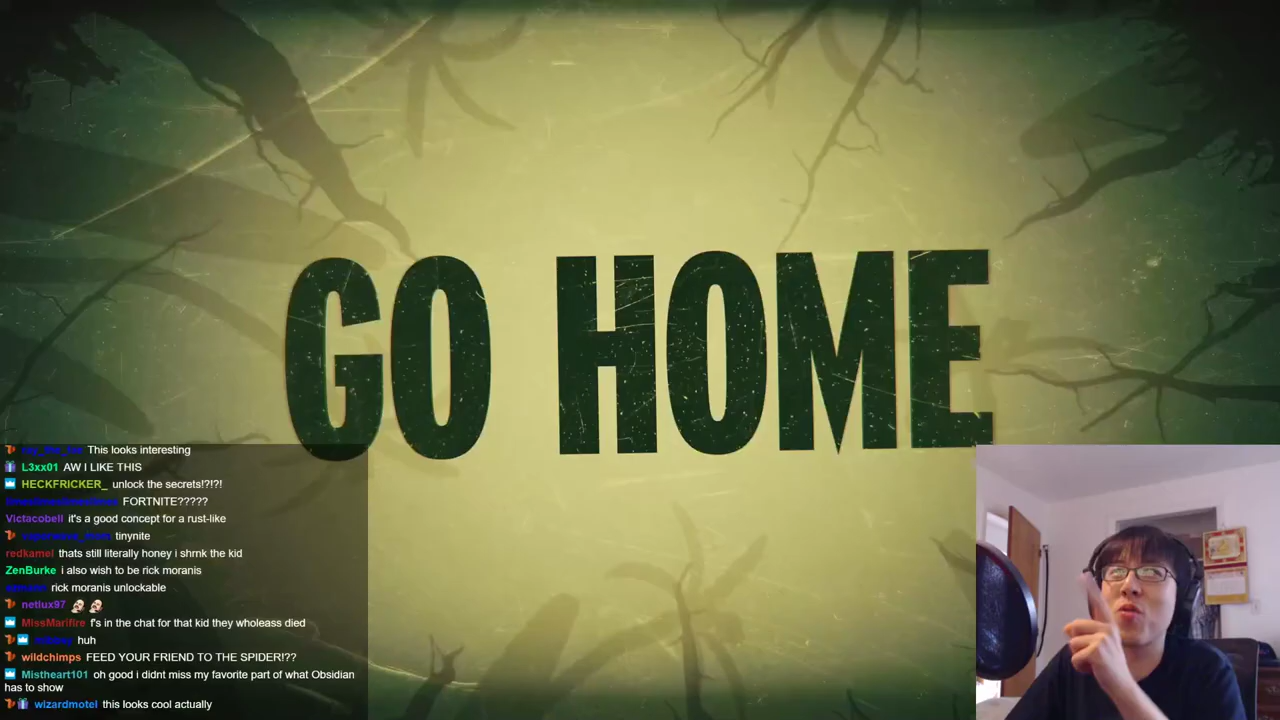 GO HOME
This looks interesting
L3xx01 AW I LIKE THIS
HECKFRICKER_ unlock the secrets!?!?!
FORTNITE?????
Victacobell it's a good concept for a rust-like
tinynite
redkamel thats still literally honey i shrnk the kid
ZenBurke i also wish to be rick moranis
rick moranis unlockable
netlux97
MissMarifire f's in the chat for that kid they wholeass died
huh
wildchimps FEED YOUR FRIEND TO THE SPIDER!??
Mistheart101 oh good i didnt miss my favorite part of what Obsidian
has to show
wizardmotel this looks cool actually